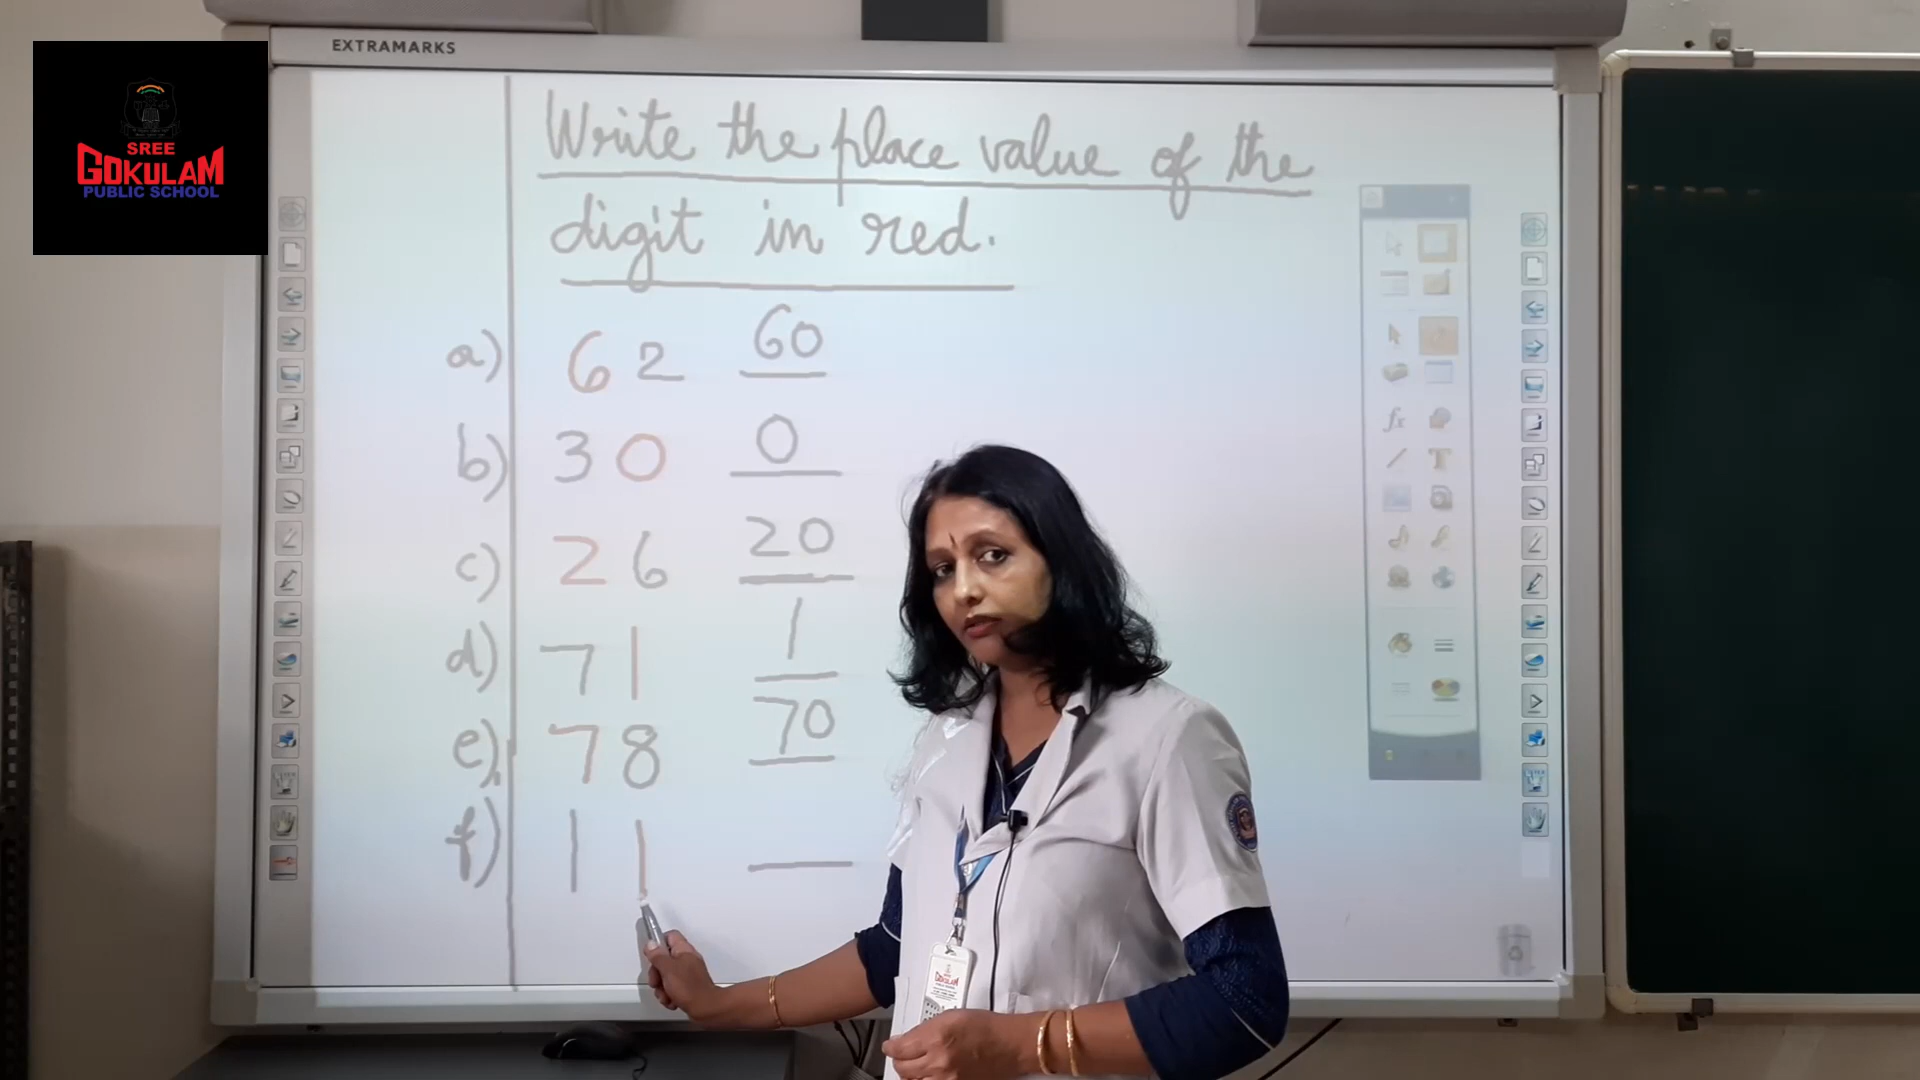 EXTRAMARKS
SREE
GOKULAM
PUBLIC SCHOOL
Write the place value of the
digit in red.
a) 62 60
b) 30 0
c) 26 20
d) 71 1
e) 78 70
f) 11
GOKULAM